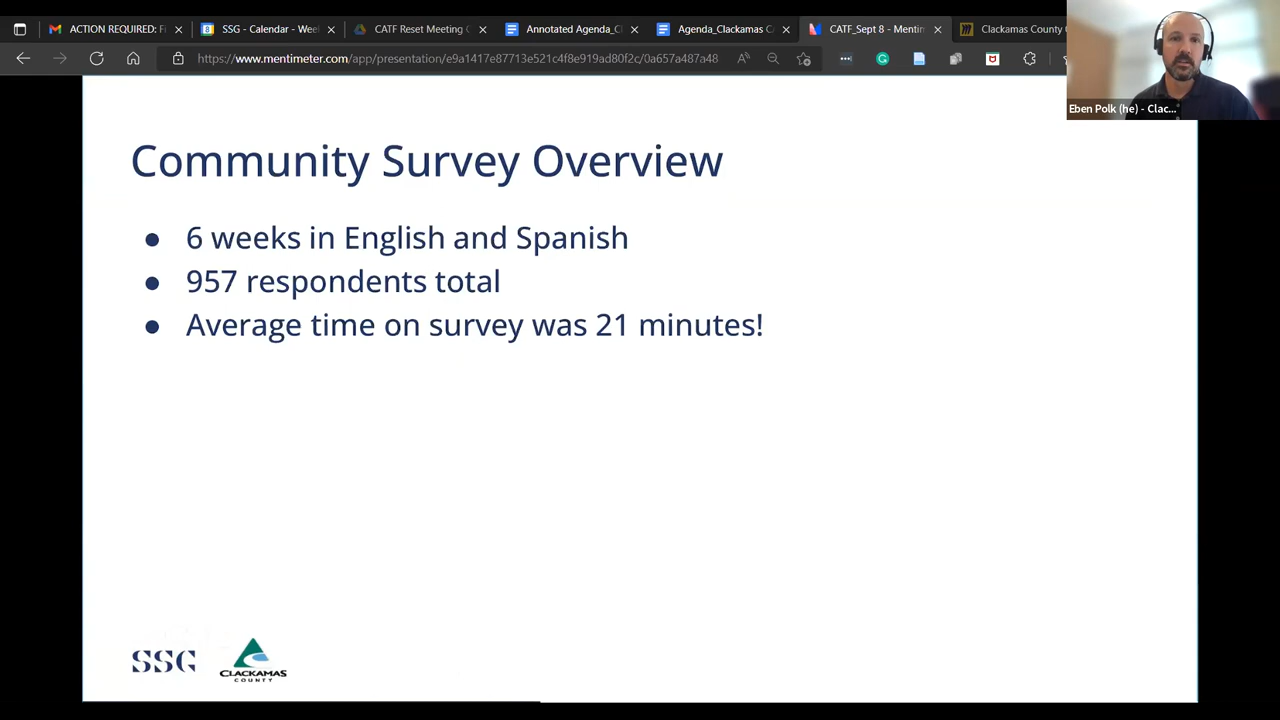 ACTION REQUIRED: F
SSG - Calendar - Wee
CATF Reset Meeting
Annotated Agenda_C
Agenda_Clackamas C
CATF_Sept 8 - Mentin
Clackamas County
https://www.mentimeter.com/app/presentation/e9a1417e87713e521c4f8e919ad80f2c/0a657a487a48
Eben Polk (he) - Clac...
Community Survey Overview
● 6 weeks in English and Spanish
● 957 respondents total
● Average time on survey was 21 minutes!
SSG
CLACKAMAS
COUNTY